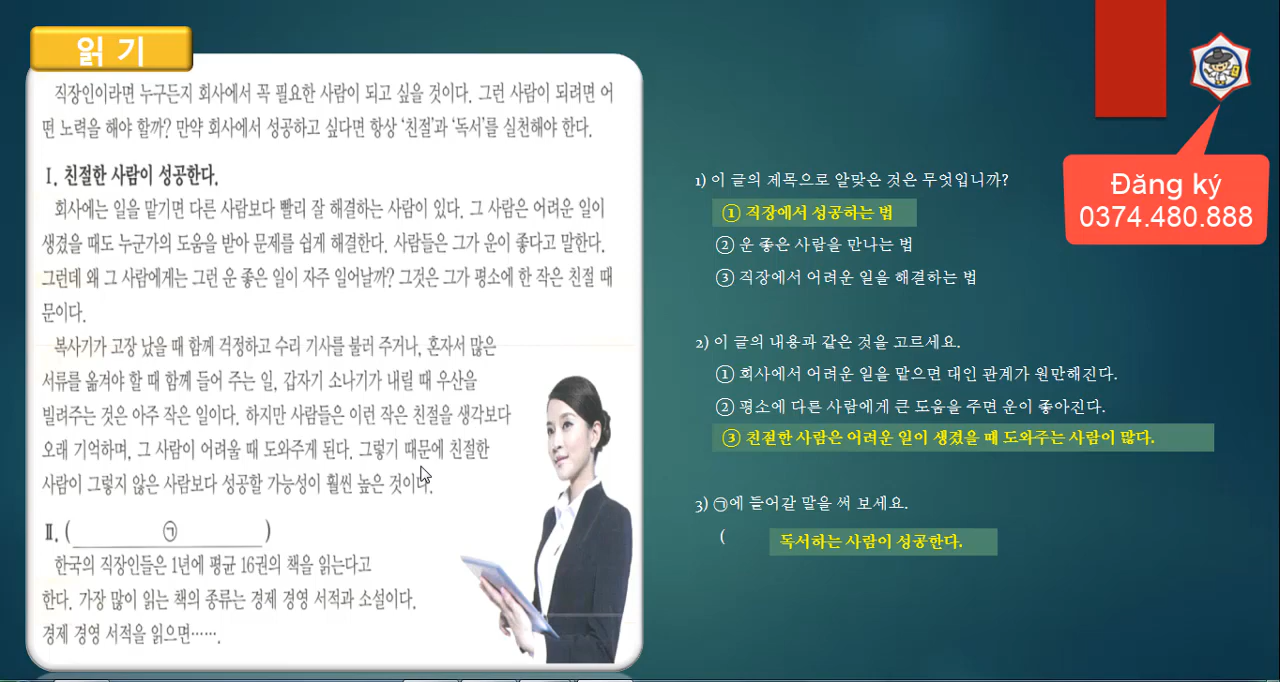 읽 기
직장인이라면 누구든지 회사에서 꼭 필요한 사람이 되고 싶을 것이다. 그런 사람이 되려면 어
떤 노력을 해야 할까? 만약 회사에서 성공하고 싶다면 항상 ‘친절’과 ‘독서’를 실천해야 한다.
Ⅰ. 친절한 사람이 성공한다.
회사에는 일을 맡기면 다른 사람보다 빨리 잘 해결하는 사람이 있다. 그 사람은 어려운 일이
생겼을 때도 누군가의 도움을 받아 문제를 쉽게 해결한다. 사람들은 그가 운이 좋다고 말한다.
그런데 왜 그 사람에게는 그런 운 좋은 일이 자주 일어날까? 그것은 그가 평소에 한 작은 친절 때
문이다.
복사기가 고장 났을 때 함께 걱정하고 수리 기사를 불러 주거나, 혼자서 많은
서류를 옮겨야 할 때 함께 들어 주는 일, 갑자기 소나기가 내릴 때 우산을
빌려주는 것은 아주 작은 일이다. 하지만 사람들은 이런 작은 친절을 생각보다
오래 기억하며, 그 사람이 어려울 때 도와주게 된다. 그렇기 때문에 친절한
사람이 그렇지 않은 사람보다 성공할 가능성이 훨씬 높은 것이다.
Ⅱ. ( ㉠ )
한국의 직장인들은 1년에 평균 16권의 책을 읽는다고
한다. 가장 많이 읽는 책의 종류는 경제 경영 서적과 소설이다.
경제 경영 서적을 읽으면…….
1) 이 글의 제목으로 알맞은 것은 무엇입니까?
① 직장에서 성공하는 법
② 운 좋은 사람을 만나는 법
③ 직장에서 어려운 일을 해결하는 법
2) 이 글의 내용과 같은 것을 고르세요.
① 회사에서 어려운 일을 맡으면 대인 관계가 원만해진다.
② 평소에 다른 사람에게 큰 도움을 주면 운이 좋아진다.
③ 친절한 사람은 어려운 일이 생겼을 때 도와주는 사람이 많다.
3) ㉠에 들어갈 말을 써 보세요.
( 독서하는 사람이 성공한다.
Đăng ký
0374.480.888